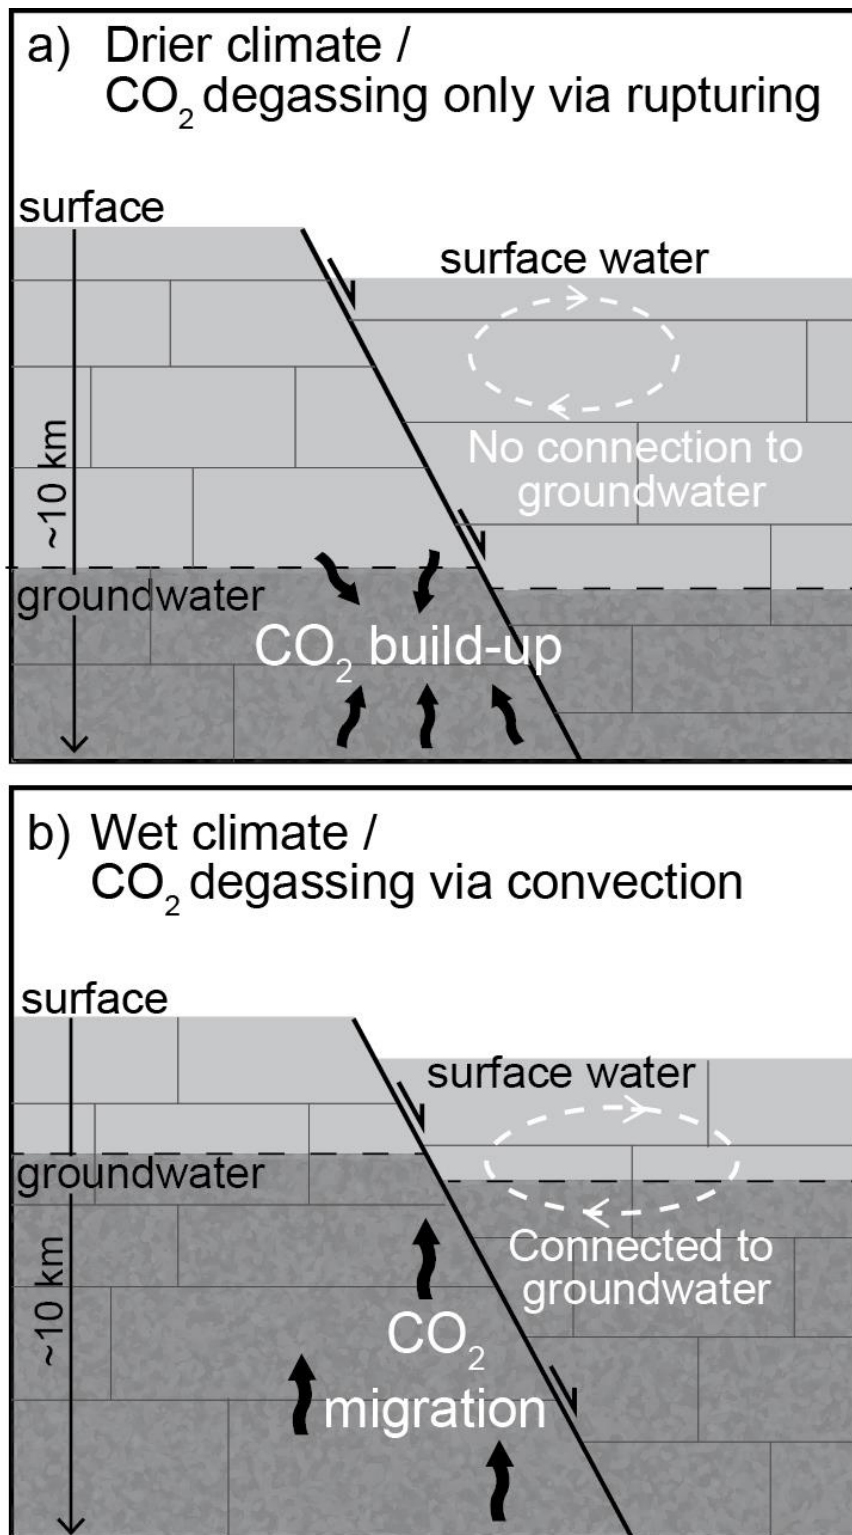 a) Drier climate /
CO₂ degassing only via rupturing
surface
surface water
No connection to
groundwater
~10 km
groundwater
CO₂ build-up
b) Wet climate /
CO₂ degassing via convection
surface
surface water
groundwater
Connected to
groundwater
~10 km
CO₂
migration